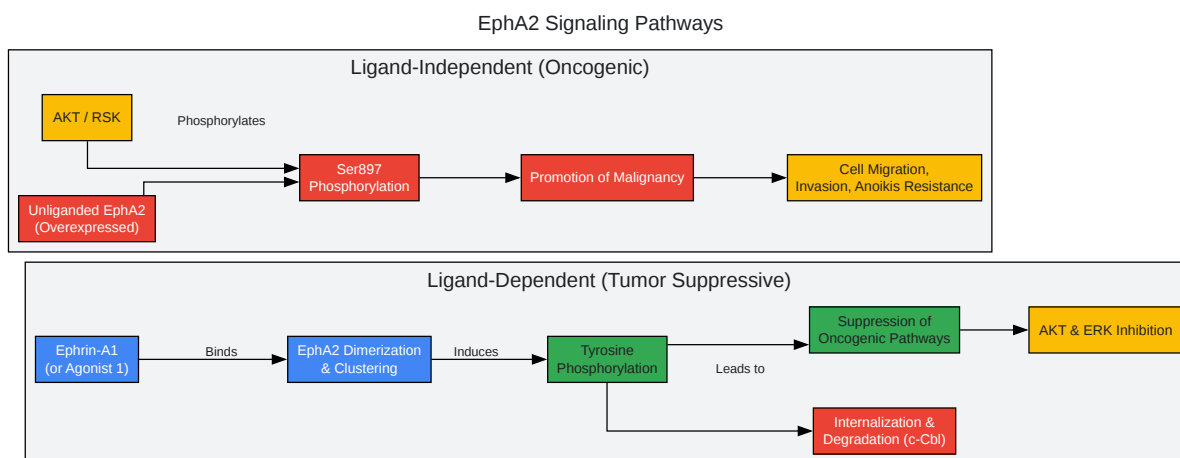 EphA2 Signaling Pathways
Ligand-Independent (Oncogenic)
AKT / RSK
Phosphorylates
Unliganded EphA2
(Overexpressed)
Ser897
Phosphorylation
Promotion of Malignancy
Cell Migration,
Invasion, Anoikis Resistance
Ligand-Dependent (Tumor Suppressive)
Ephrin-A1
(or Agonist 1)
Binds
EphA2 Dimerization
& Clustering
Induces
Tyrosine
Phosphorylation
Leads to
Suppression of
Oncogenic Pathways
AKT & ERK Inhibition
Internalization &
Degradation (c-Cbl)